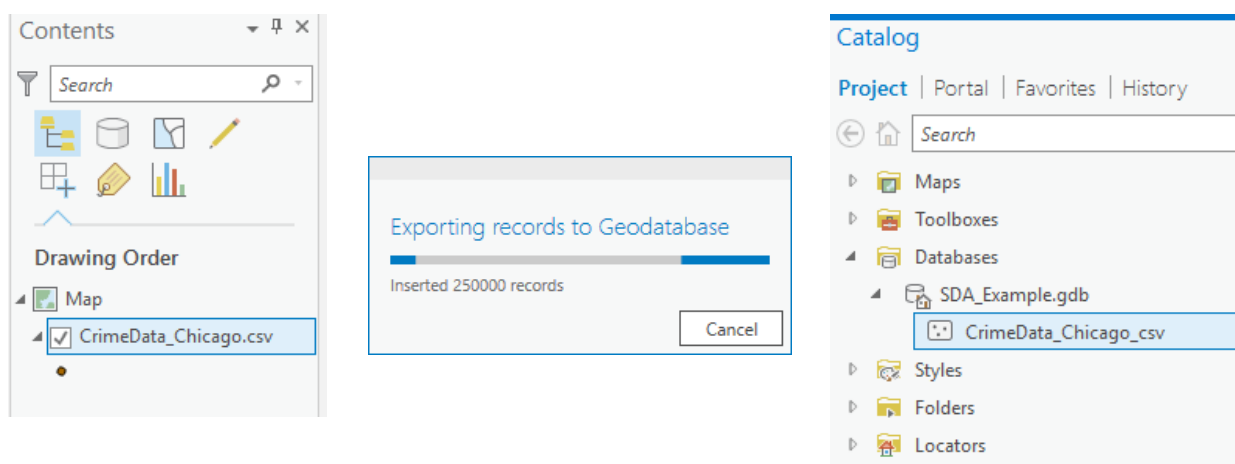 Contents
Search
Drawing Order
Map
CrimeData_Chicago.csv
Exporting records to Geodatabase
Inserted 250000 records
Cancel
Catalog
Project | Portal | Favorites | History
Search
Maps
Toolboxes
Databases
SDA_Example.gdb
CrimeData_Chicago_csv
Styles
Folders
Locators